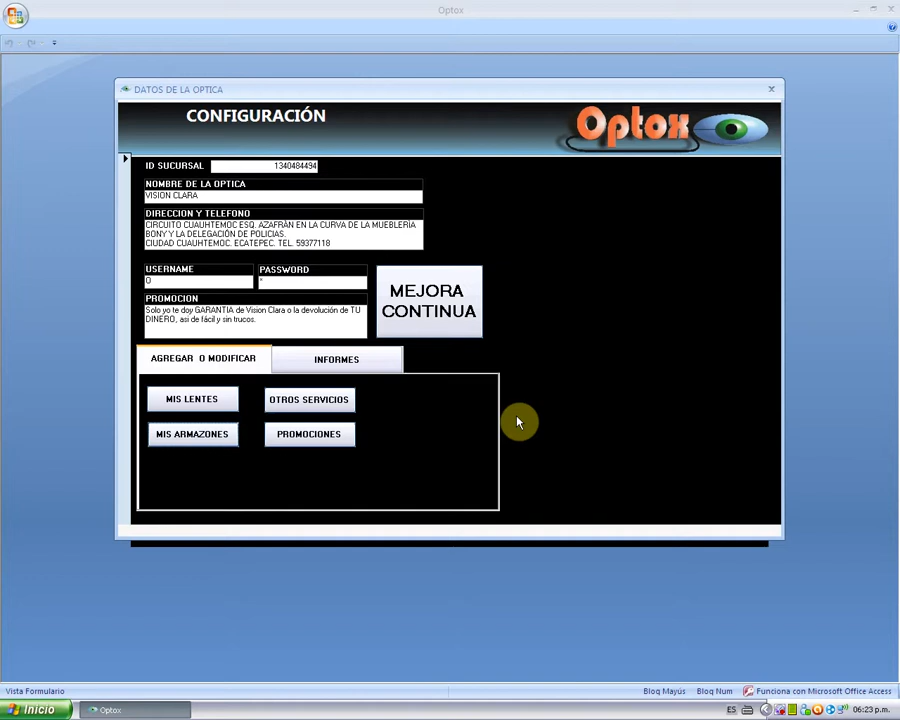 Optox
DATOS DE LA OPTICA
CONFIGURACIÓN
Optox
ID SUCURSAL 1340484494
NOMBRE DE LA OPTICA
VISION CLARA
DIRECCION Y TELEFONO
CIRCUITO CUAUHTEMOC ESQ. AZAFRÁN EN LA CURVA DE LA MUEBLERÍA
BONY Y LA DELEGACIÓN DE POLICIAS.
CIUDAD CUAUHTEMOC. ECATEPEC. TEL. 59377118
USERNAME PASSWORD
O *
PROMOCION
Solo yo te doy GARANTIA de Vision Clara o la devolución de TU
DINERO, asi de fácil y sin trucos.
MEJORA
CONTINUA
AGREGAR O MODIFICAR INFORMES
MIS LENTES OTROS SERVICIOS
MIS ARMAZONES PROMOCIONES
Vista Formulario Bloq Mayús Bloq Num Funciona con Microsoft Office Access
Inicio Optox ES 06:23 p.m.